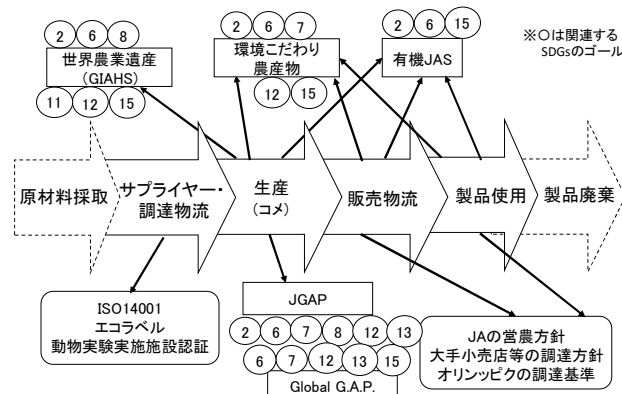 2 6 8
世界農業遺産
(GIAHS)
11 12 15
2 6 7
環境こだわり
農産物
12 15
2 6 15
有機JAS
※〇は関連する
SDGsのゴール
原材料採取
サプライヤー・
調達物流
生産
(コメ)
販売物流
製品使用
製品廃棄
ISO14001
エコラベル
動物実験実施施設認証
JGAP
2 6 7 8 12 13
6 7 12 13 15
Global G.A.P.
JAの営農方針
大手小売店等の調達方針
オリンッピクの調達基準